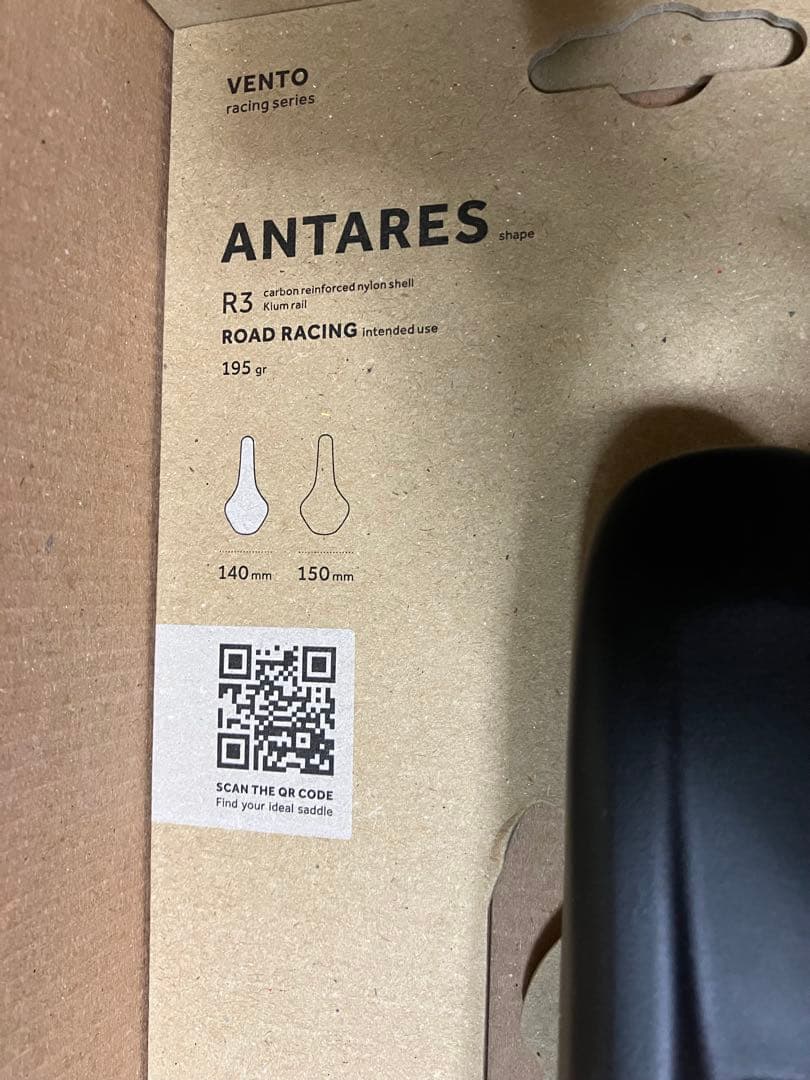 VENTO
racing series
ANTARES shape
R3 carbon reinforced nylon shell
Kium rail
ROAD RACING intended use
195 gr
140 mm 150 mm
SCAN THE QR CODE
Find your ideal saddle